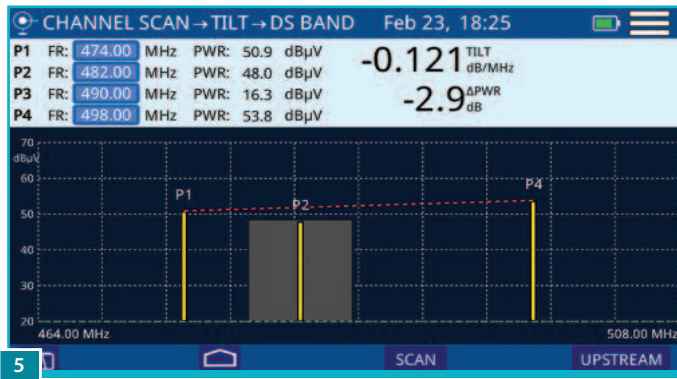 CHANNEL SCAN→TILT→DS BAND Feb 23, 18:25
P1 FR: 474.00 MHz PWR: 50.9 dBµV
P2 FR: 482.00 MHz PWR: 48.0 dBµV
P3 FR: 490.00 MHz PWR: 16.3 dBµV
P4 FR: 498.00 MHz PWR: 53.8 dBµV
-0.121 TILT dB/MHz
-2.9 ΔPWR dB
70
dBµV
60
50
40
30
20
P1
P2
P4
464.00 MHz 508.00 MHz
5 SCAN UPSTREAM